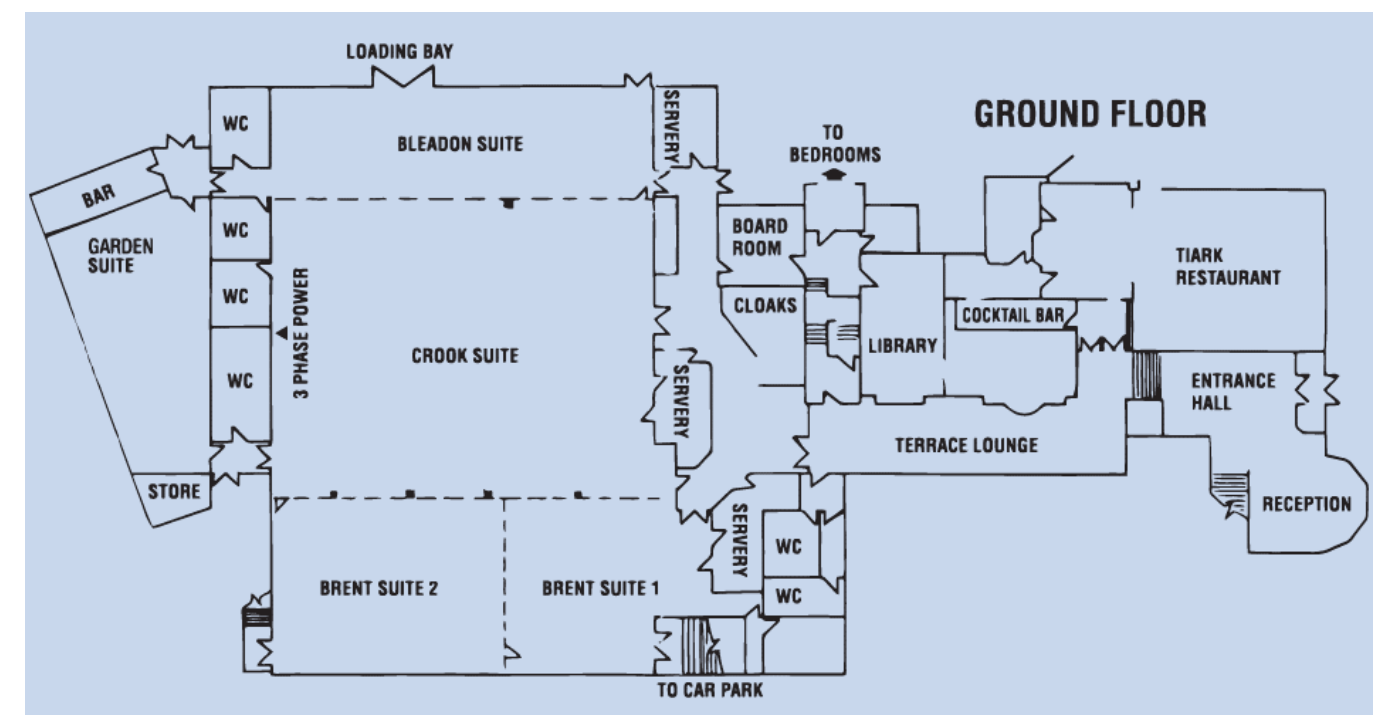 LOADING BAY
GROUND FLOOR
WC
BLEADON SUITE
SERVERY
TO
BEDROOMS
BAR
WC
GARDEN
SUITE
BOARD
ROOM
TIARK
RESTAURANT
WC
3 PHASE POWER
CLOAKS
COCKTAIL BAR
CROOK SUITE
LIBRARY
WC
SERVERY
ENTRANCE
HALL
TERRACE LOUNGE
STORE
RECEPTION
SERVERY
WC
BRENT SUITE 2
BRENT SUITE 1
WC
TO CAR PARK